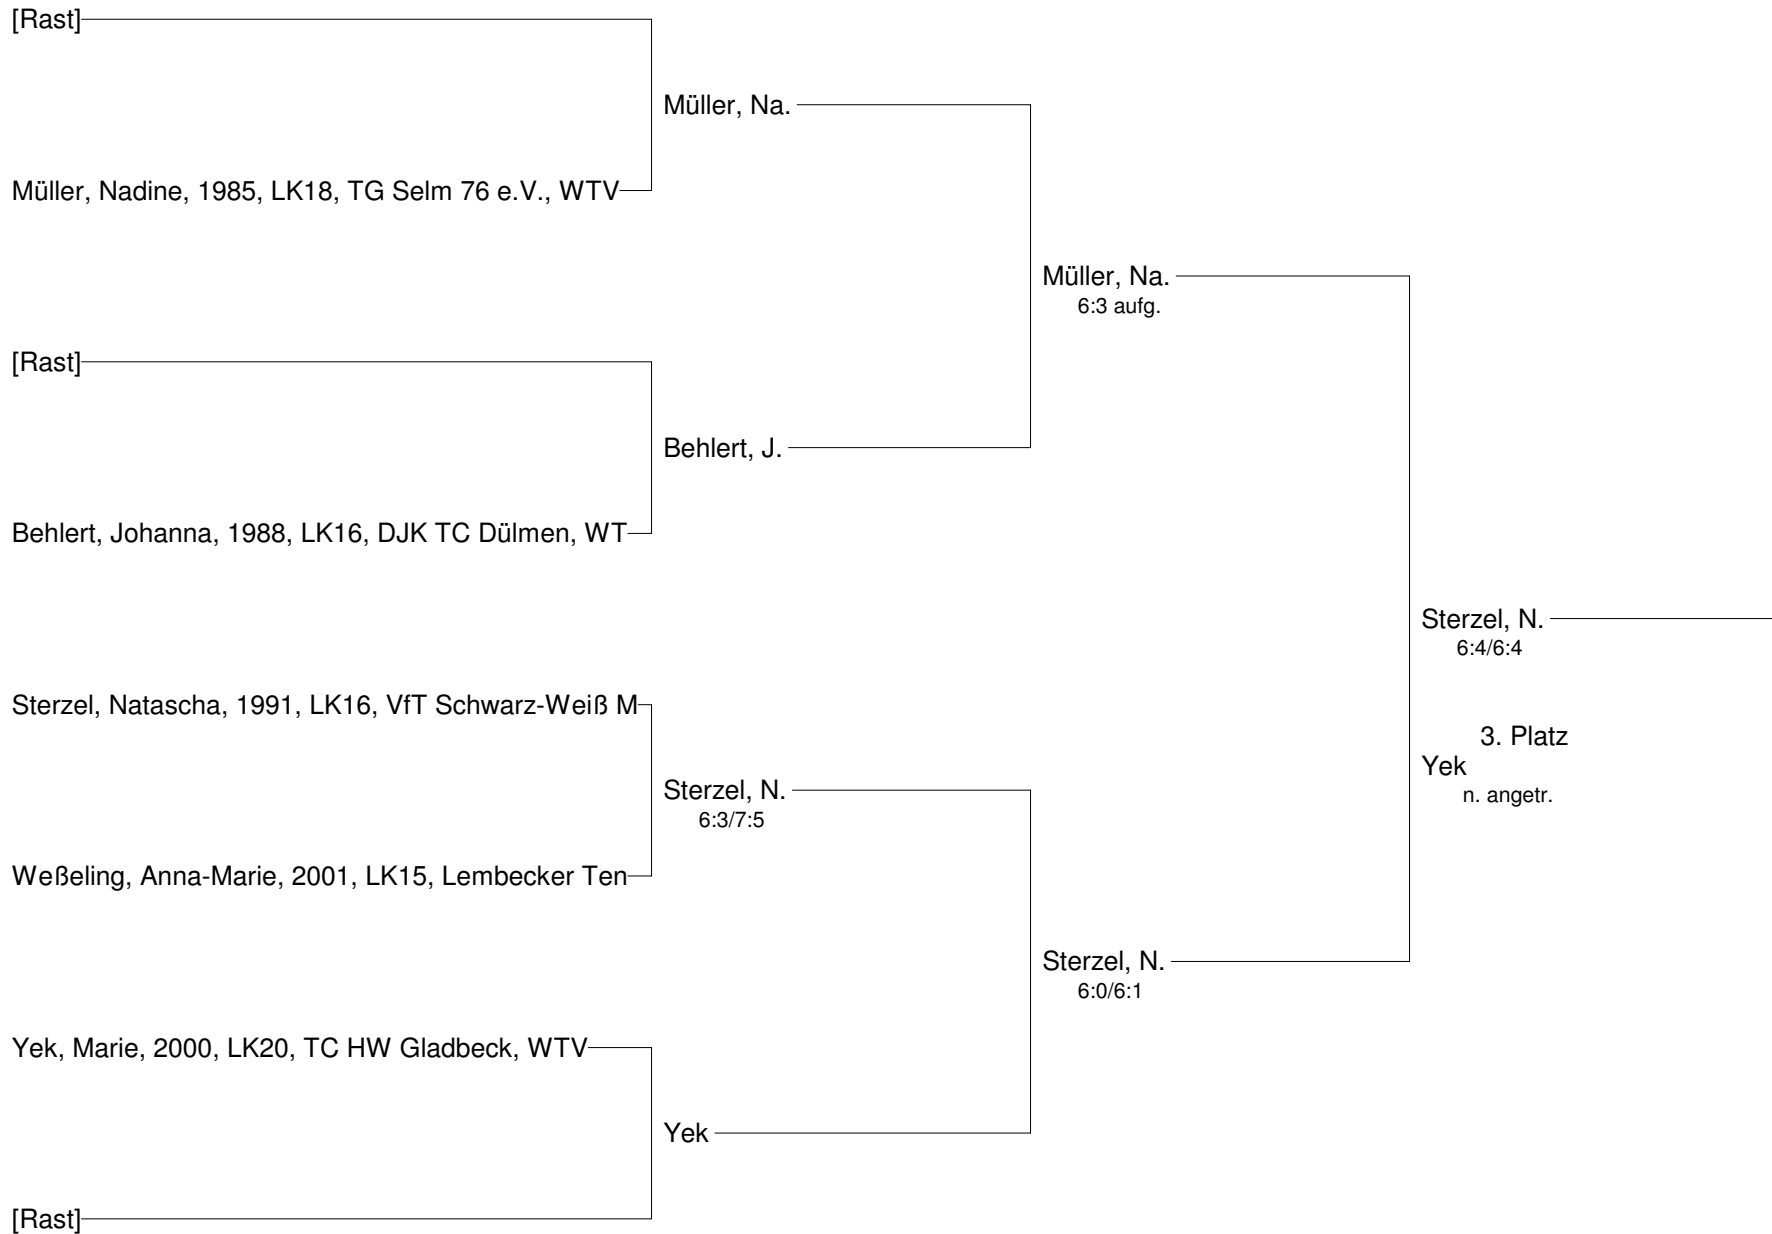 [Rast]
Müller, Na.
Müller, Nadine, 1985, LK18, TG Selm 76 e.V., WTV
Müller, Na.
6:3 aufg.
[Rast]
Behlert, J.
Behlert, Johanna, 1988, LK16, DJK TC Dülmen, WT
Sterzel, N.
6:4/6:4
Sterzel, Natascha, 1991, LK16, VfT Schwarz-Weiß M
3. Platz
Yek
n. angetr.
Sterzel, N.
6:3/7:5
Weßeling, Anna-Marie, 2001, LK15, Lembecker Ten
Sterzel, N.
6:0/6:1
Yek, Marie, 2000, LK20, TC HW Gladbeck, WTV
Yek
[Rast]